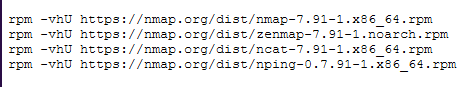 rpm -vhU https://nmap.org/dist/nmap-7.91-1.x86_64.rpm
rpm -vhU https://nmap.org/dist/zenmap-7.91-1.noarch.rpm
rpm -vhU https://nmap.org/dist/ncat-7.91-1.x86_64.rpm
rpm -vhU https://nmap.org/dist/nping-0.7.91-1.x86_64.rpm